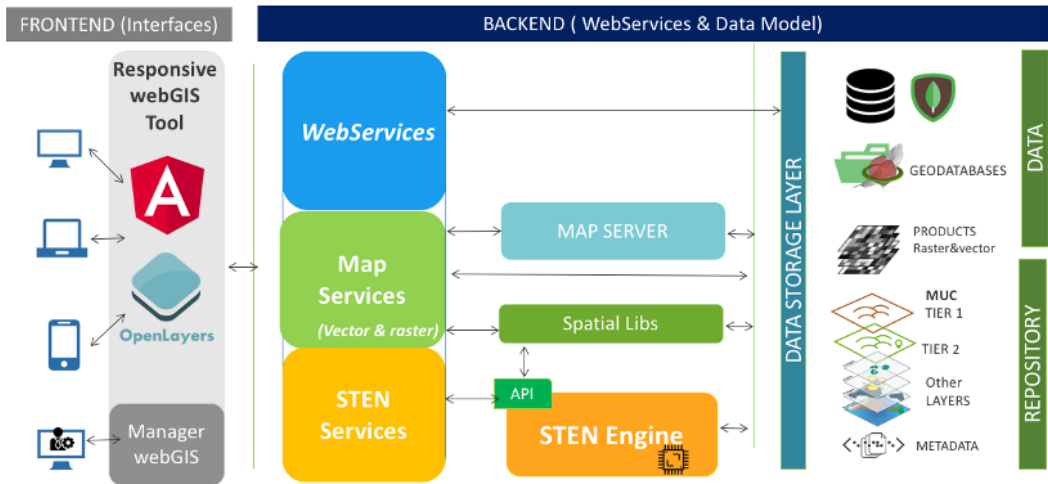 FRONTEND (Interfaces)
BACKEND ( WebServices & Data Model)
Responsive
webGIS
Tool
A
OpenLayers
Manager
webGIS
WebServices
Map
Services
(Vector & raster)
STEN
Services
MAP SERVER
Spatial Libs
API
STEN Engine
DATA STORAGE LAYER
GEODATABASES
PRODUCTS
Raster&vector
MUC
TIER 1
TIER 2
Other
LAYERS
METADATA
DATA
REPOSITORY